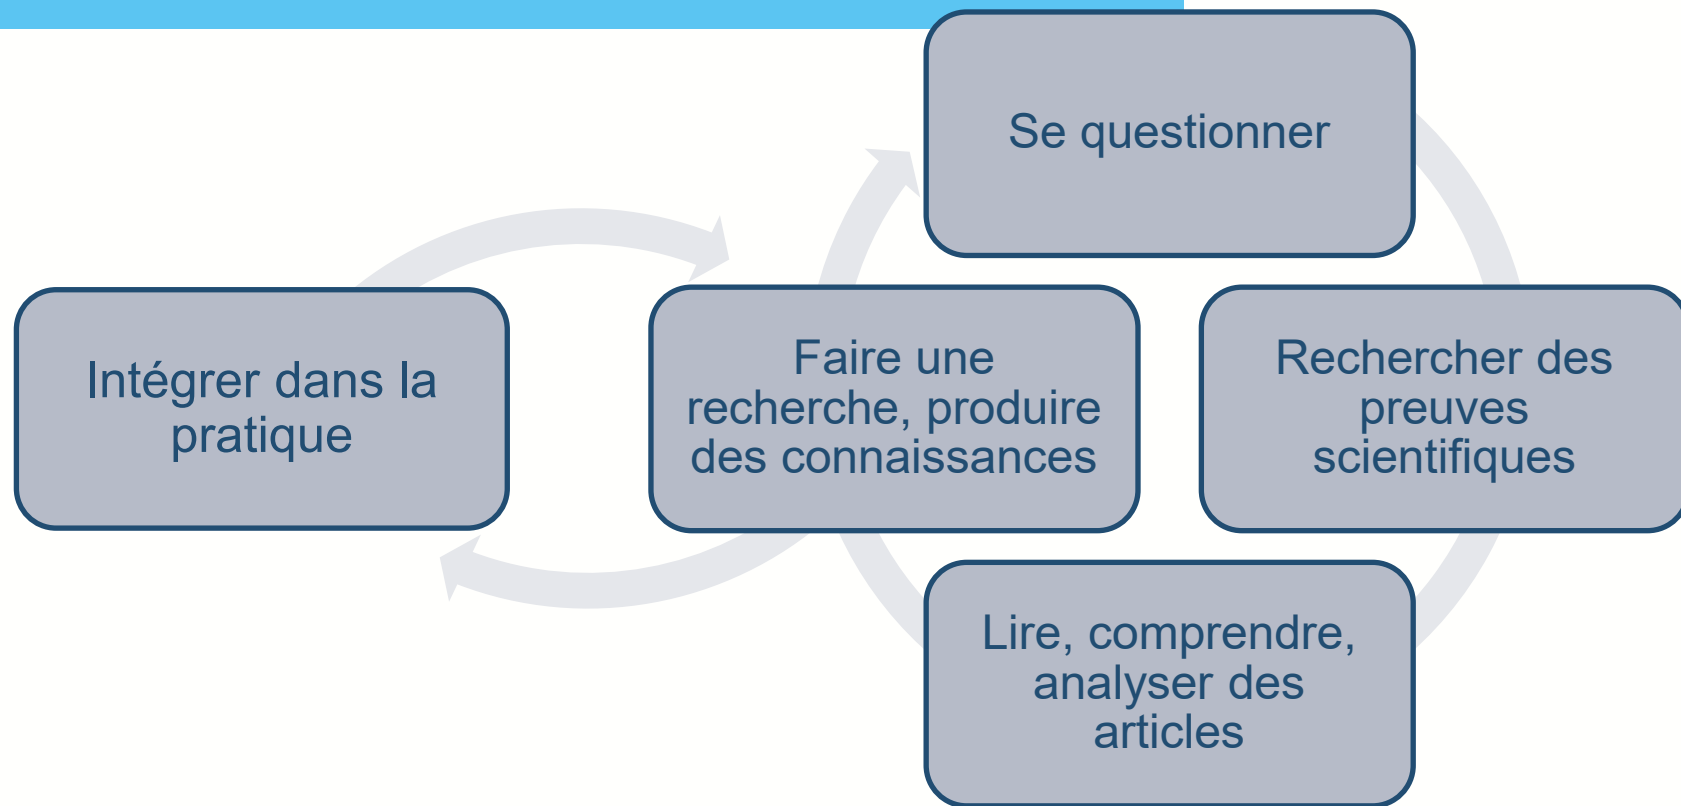 Se questionner
Intégrer dans la
pratique
Faire une
recherche, produire
des connaissances
Rechercher des
preuves
scientifiques
Lire, comprendre,
analyser des
articles